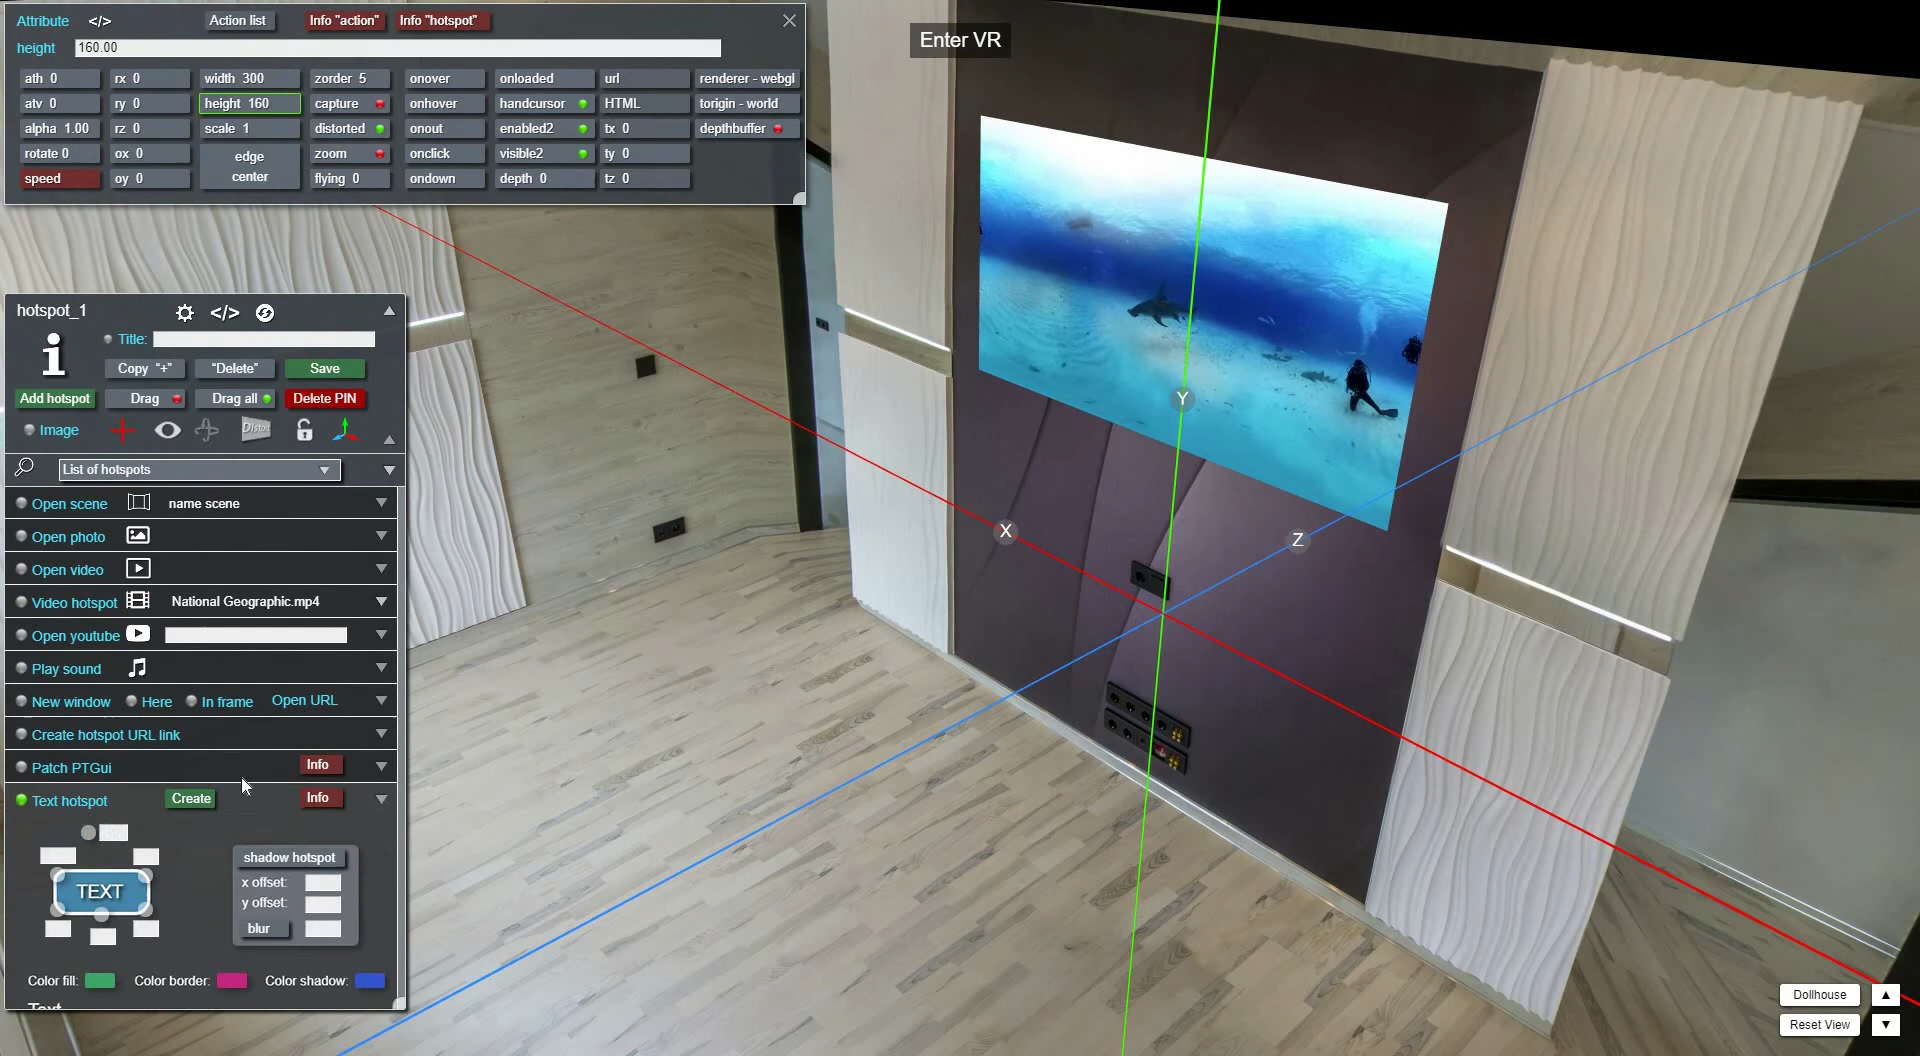 Attribute </> Action list Info "action" Info "hotspot"
height 160.00
ath 0 rx 0 width 300 zorder 5 onover onloaded url renderer - webgl
atv 0 ry 0 height 160 capture onhover handcursor HTML torigin - world
alpha 1.00 rz 0 scale 1 distorted onout enabled2 tx 0 depthbuffer
rotate 0 ox 0 edge zoom onclick visible2 ty 0
speed oy 0 center flying 0 ondown depth 0 tz 0
Enter VR
hotspot_1 </>
Title:
Copy "+" "Delete" Save
Add hotspot Drag Drag all Delete PIN
Image Distort
List of hotspots
Open scene name scene
Open photo
Open video
Video hotspot National Geographic.mp4
Open youtube
Play sound
New window Here In frame Open URL
Create hotspot URL link
Patch PTGui Info
Text hotspot Create Info
shadow hotspot
x offset:
TEXT
y offset:
blur
Color fill: Color border: Color shadow:
Text
X
Y
Z
Dollhouse
Reset View